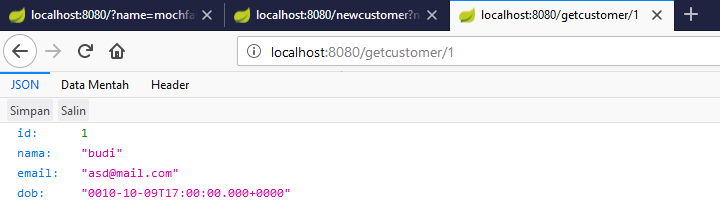 localhost:8080/?name=mochfa
localhost:8080/newcustomer?n
localhost:8080/getcustomer/1
localhost:8080/getcustomer/1
JSON Data Mentah Header
Simpan Salin
id: 1
nama: "budi"
email: "asd@mail.com"
dob: "0010-10-09T17:00:00.000+0000"